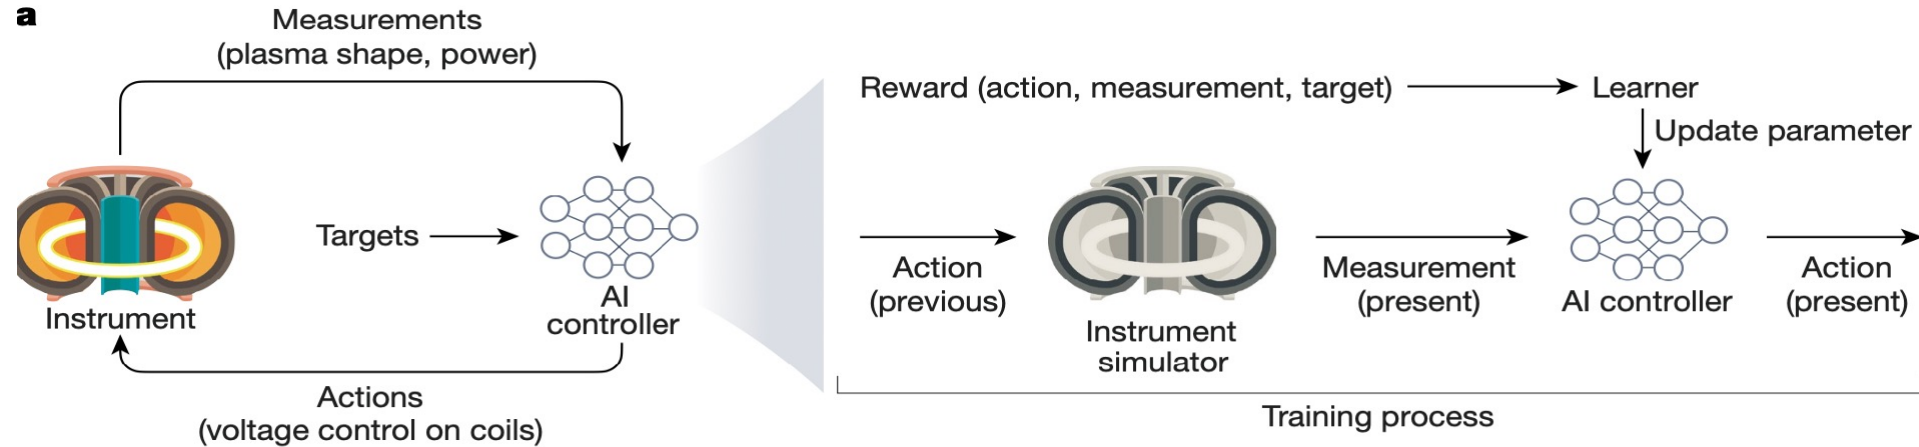 a
Measurements
(plasma shape, power)
Targets
AI
controller
Instrument
Actions
(voltage control on coils)
Reward (action, measurement, target)
Learner
Update parameter
Action
(previous)
Instrument
simulator
Measurement
(present)
AI controller
Action
(present)
Training process